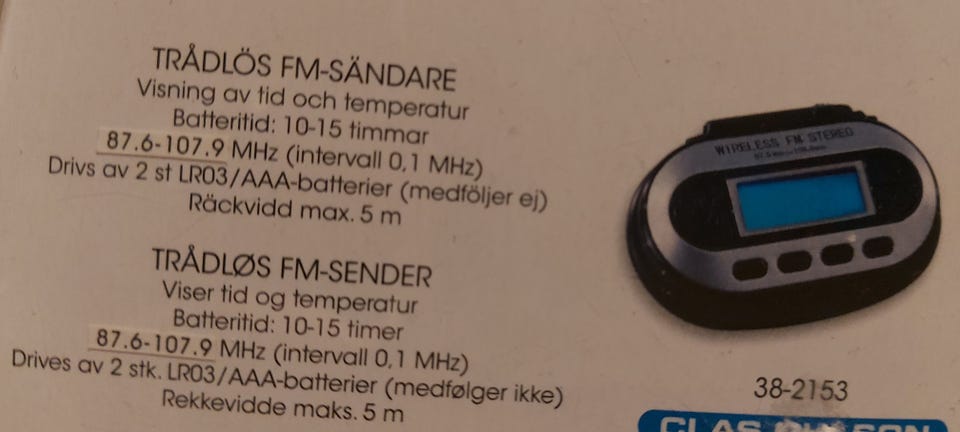 TRÅDLÖS FM-SÄNDARE
Visning av tid och temperatur
Batteritid: 10-15 timmar
87.6-107.9 MHz (intervall 0,1 MHz)
Drivs av 2 st LR03/AAA-batterier (medföljer ej)
Räckvidd max. 5 m
TRÅDLØS FM-SENDER
Viser tid og temperatur
Batteritid: 10-15 timer
87.6-107.9 MHz (intervall 0,1 MHz)
Drives av 2 stk. LR03/AAA-batterier (medfølger ikke)
Rekkevidde maks. 5 m
WIRELESS FM STEREO
38-2153
CLAS OHLSON